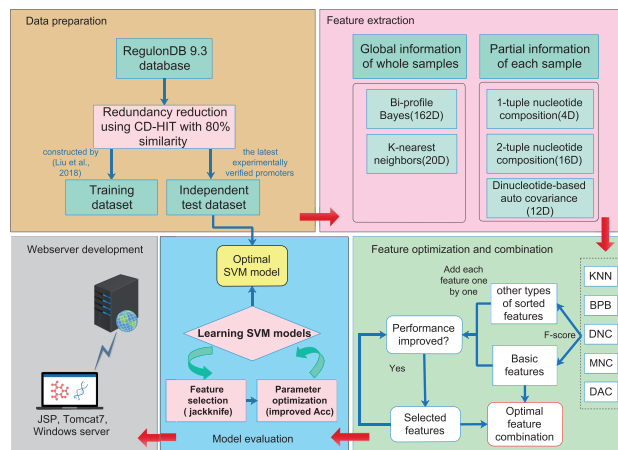 Data preparation
RegulonDB 9.3
database
Redundancy reduction
using CD-HIT with 80%
similarity
constructed by
(Liu et al.,
2018)
the latest
experimentally
verified promoters
Training
dataset
Independent
test dataset
Feature extraction
Global information
of whole samples
Bi-profile
Bayes(162D)
K-nearest
neighbors(20D)
Partial information
of each sample
1-tuple nucleotide
composition(4D)
2-tuple nucleotide
composition(16D)
Dinucleotide-based
auto covariance
(12D)
Webserver development
JSP, Tomcat7,
Windows server
Optimal
SVM model
Learning SVM models
Feature
selection
( jackknife)
Parameter
optimization
(improved Acc)
Model evaluation
Feature optimization and combination
Add each
feature one
by one
other types
of sorted
features
Performance
improved?
F-score
Basic
features
Yes
Selected
features
Optimal
feature
combination
KNN
BPB
DNC
MNC
DAC